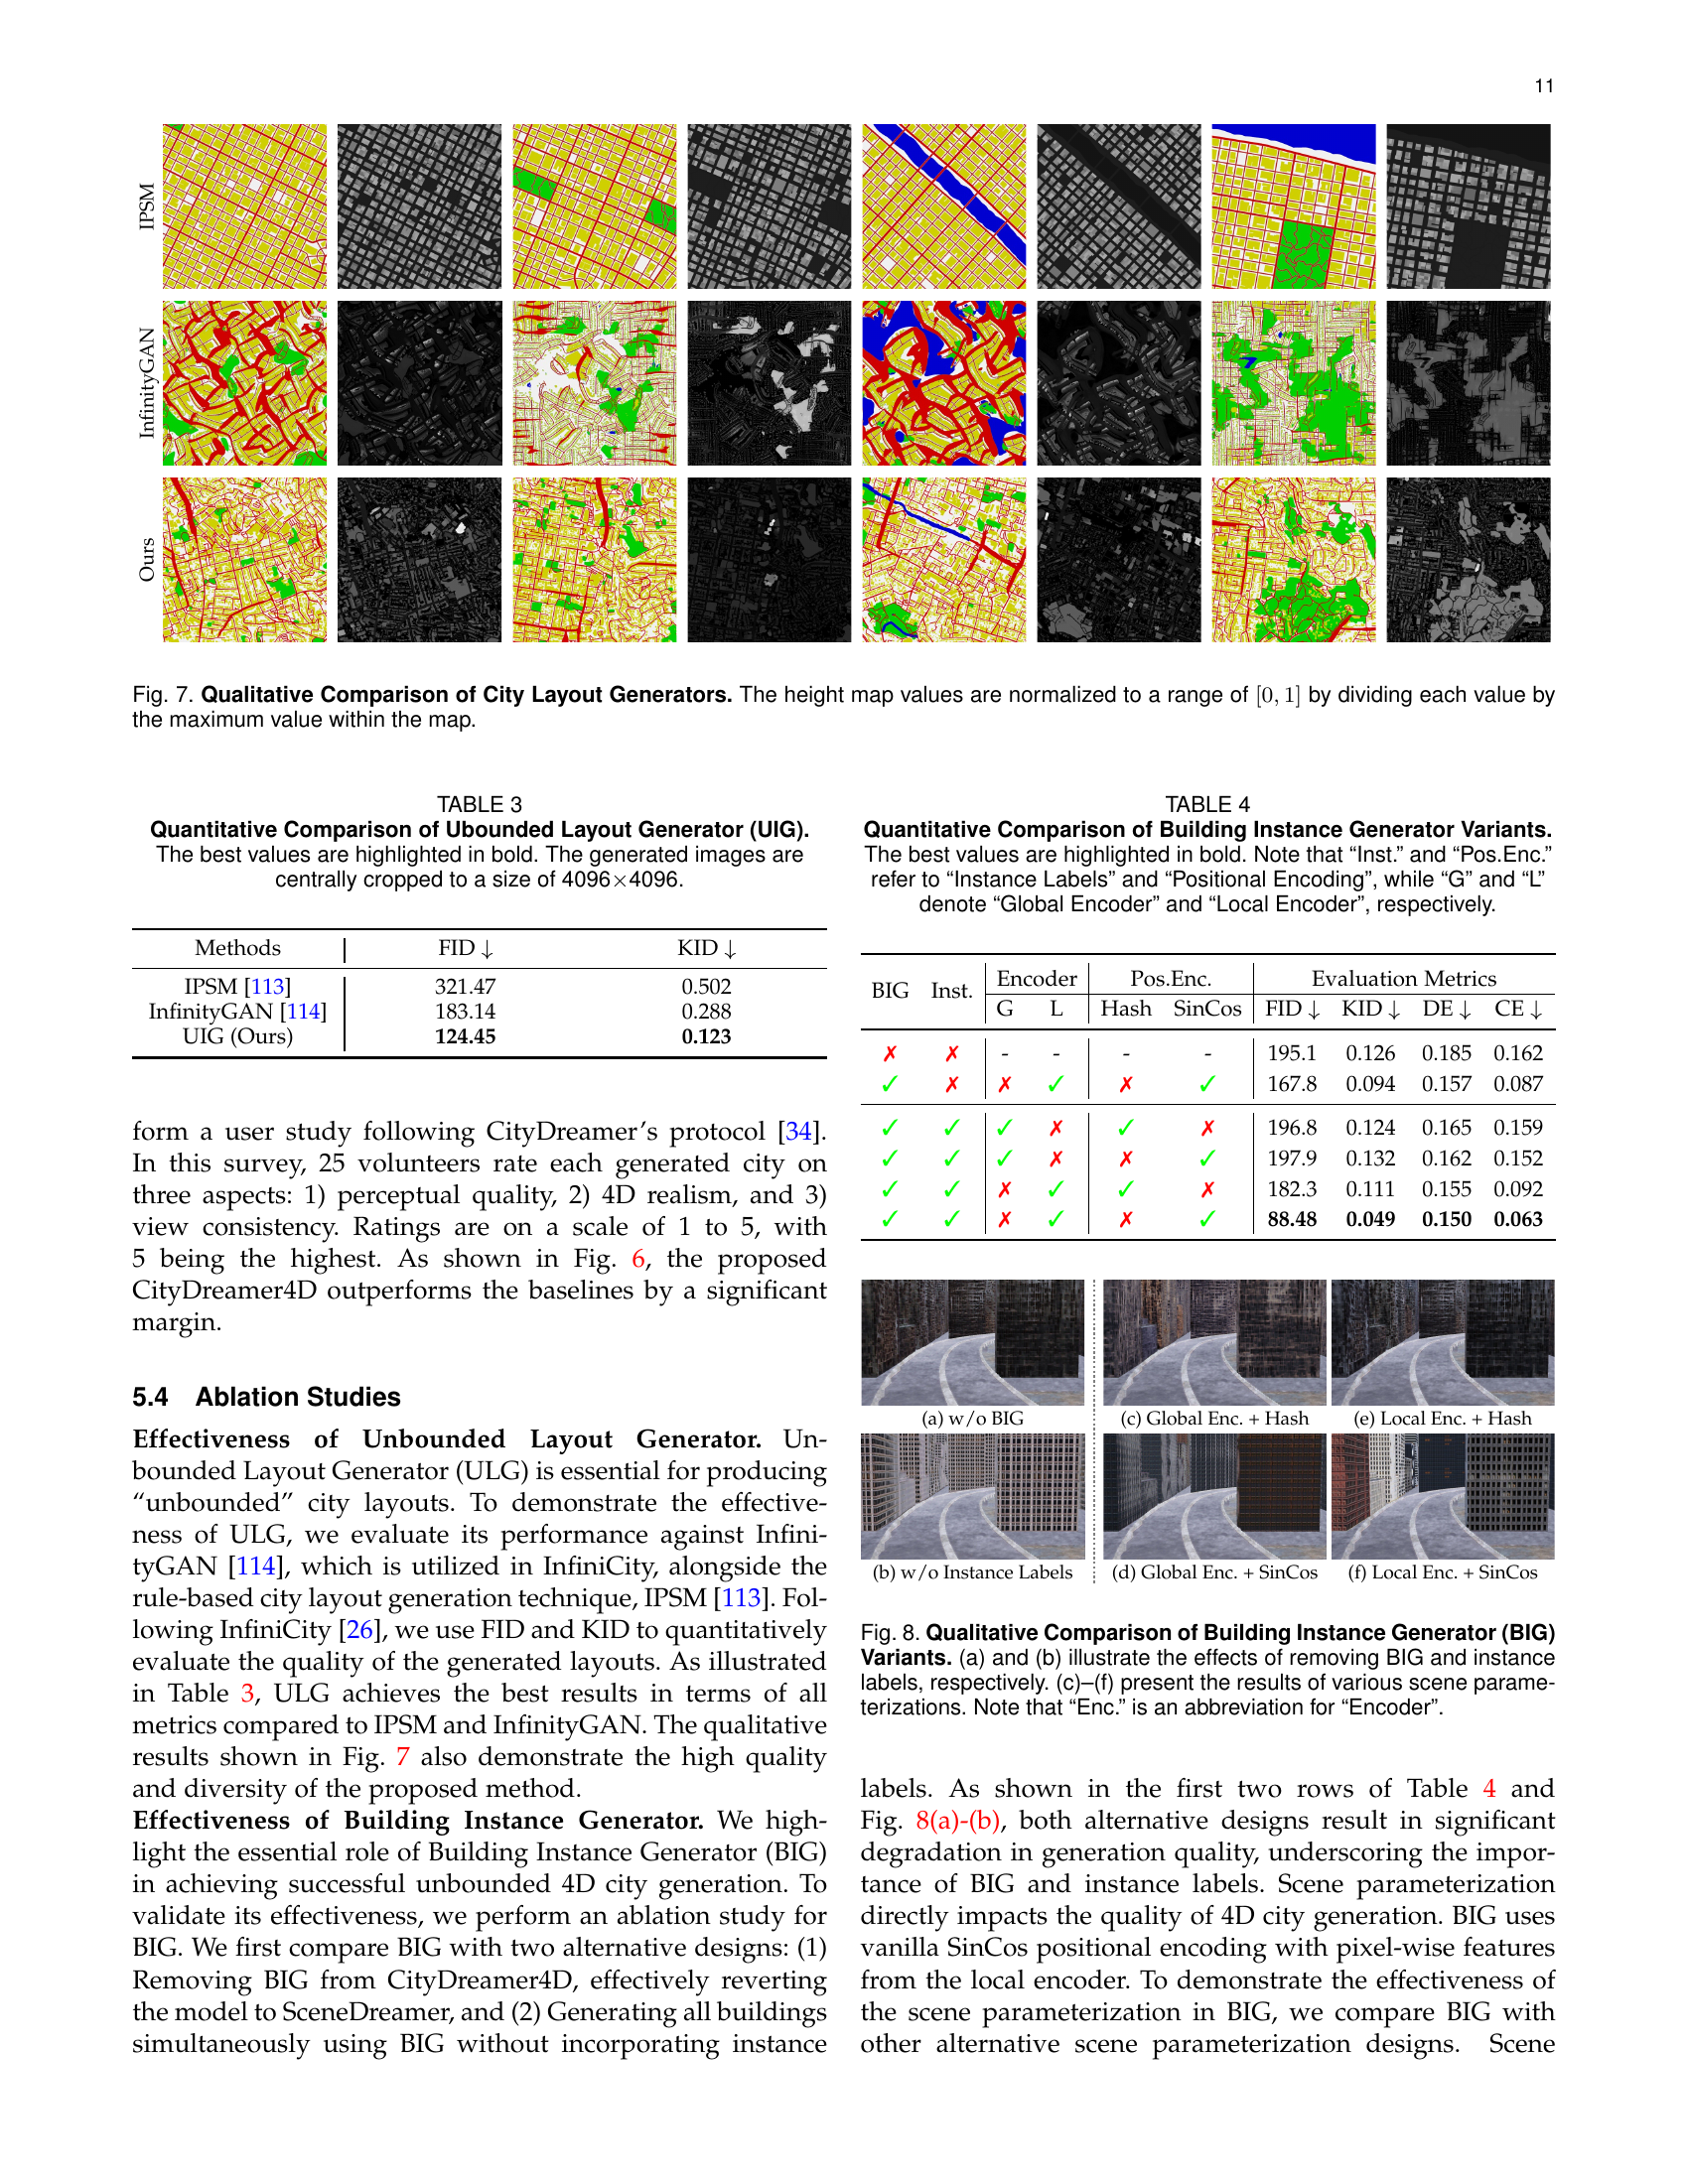 11
IPSM
InfinityGAN
Ours
Fig. 7. Qualitative Comparison of City Layout Generators. The height map values are normalized to a range of [0, 1] by dividing each value by
the maximum value within the map.
TABLE 3
Quantitative Comparison of Ubounded Layout Generator (UIG).
The best values are highlighted in bold. The generated images are
centrally cropped to a size of 4096×4096.
Methods FID ↓ KID ↓
IPSM [113] 321.47 0.502
InfinityGAN [114] 183.14 0.288
UIG (Ours) 124.45 0.123
form a user study following CityDreamer's protocol [34].
In this survey, 25 volunteers rate each generated city on
three aspects: 1) perceptual quality, 2) 4D realism, and 3)
view consistency. Ratings are on a scale of 1 to 5, with
5 being the highest. As shown in Fig. 6, the proposed
CityDreamer4D outperforms the baselines by a significant
margin.
5.4 Ablation Studies
Effectiveness of Unbounded Layout Generator. Un-
bounded Layout Generator (ULG) is essential for producing
“unbounded” city layouts. To demonstrate the effective-
ness of ULG, we evaluate its performance against Infini-
tyGAN [114], which is utilized in InfiniCity, alongside the
rule-based city layout generation technique, IPSM [113]. Fol-
lowing InfiniCity [26], we use FID and KID to quantitatively
evaluate the quality of the generated layouts. As illustrated
in Table 3, ULG achieves the best results in terms of all
metrics compared to IPSM and InfinityGAN. The qualitative
results shown in Fig. 7 also demonstrate the high quality
and diversity of the proposed method.
Effectiveness of Building Instance Generator. We high-
light the essential role of Building Instance Generator (BIG)
in achieving successful unbounded 4D city generation. To
validate its effectiveness, we perform an ablation study for
BIG. We first compare BIG with two alternative designs: (1)
Removing BIG from CityDreamer4D, effectively reverting
the model to SceneDreamer, and (2) Generating all buildings
simultaneously using BIG without incorporating instance
TABLE 4
Quantitative Comparison of Building Instance Generator Variants.
The best values are highlighted in bold. Note that “Inst.” and “Pos.Enc.”
refer to “Instance Labels” and “Positional Encoding”, while “G” and “L”
denote “Global Encoder” and “Local Encoder”, respectively.
BIG Inst. Encoder Pos.Enc. Evaluation Metrics
G L Hash SinCos FID ↓ KID ↓ DE ↓ CE ↓
✗ ✗ - - - - 195.1 0.126 0.185 0.162
✓ ✗ ✗ ✓ ✗ ✓ 167.8 0.094 0.157 0.087
✓ ✓ ✓ ✗ ✓ ✗ 196.8 0.124 0.165 0.159
✓ ✓ ✓ ✗ ✗ ✓ 197.9 0.132 0.162 0.152
✓ ✓ ✗ ✓ ✓ ✗ 182.3 0.111 0.155 0.092
✓ ✓ ✗ ✓ ✗ ✓ 88.48 0.049 0.150 0.063
(a) w/o BIG (c) Global Enc. + Hash (e) Local Enc. + Hash
(b) w/o Instance Labels (d) Global Enc. + SinCos (f) Local Enc. + SinCos
Fig. 8. Qualitative Comparison of Building Instance Generator (BIG)
Variants. (a) and (b) illustrate the effects of removing BIG and instance
labels, respectively. (c)–(f) present the results of various scene parame-
terizations. Note that “Enc.” is an abbreviation for “Encoder”.
labels. As shown in the first two rows of Table 4 and
Fig. 8(a)-(b), both alternative designs result in significant
degradation in generation quality, underscoring the impor-
tance of BIG and instance labels. Scene parameterization
directly impacts the quality of 4D city generation. BIG uses
vanilla SinCos positional encoding with pixel-wise features
from the local encoder. To demonstrate the effectiveness of
the scene parameterization in BIG, we compare BIG with
other alternative scene parameterization designs. Scene